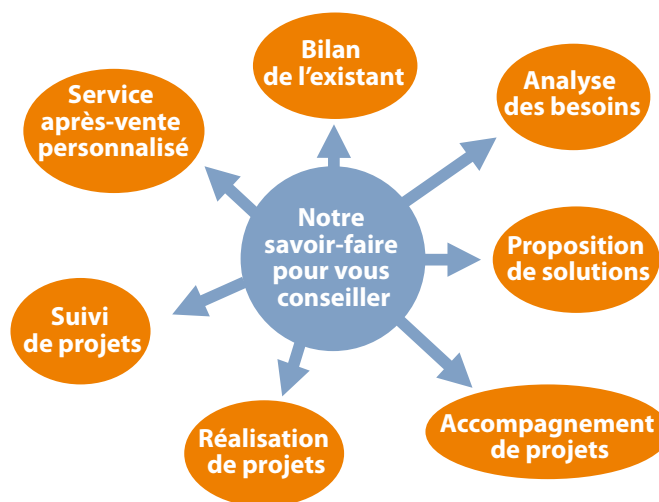 Bilan
de l’existant
Analyse
des besoins
Service
après-vente
personnalisé
Notre
savoir-faire
pour vous
conseiller
Proposition
de solutions
Suivi
de projets
Accompagnement
de projets
Réalisation
de projets